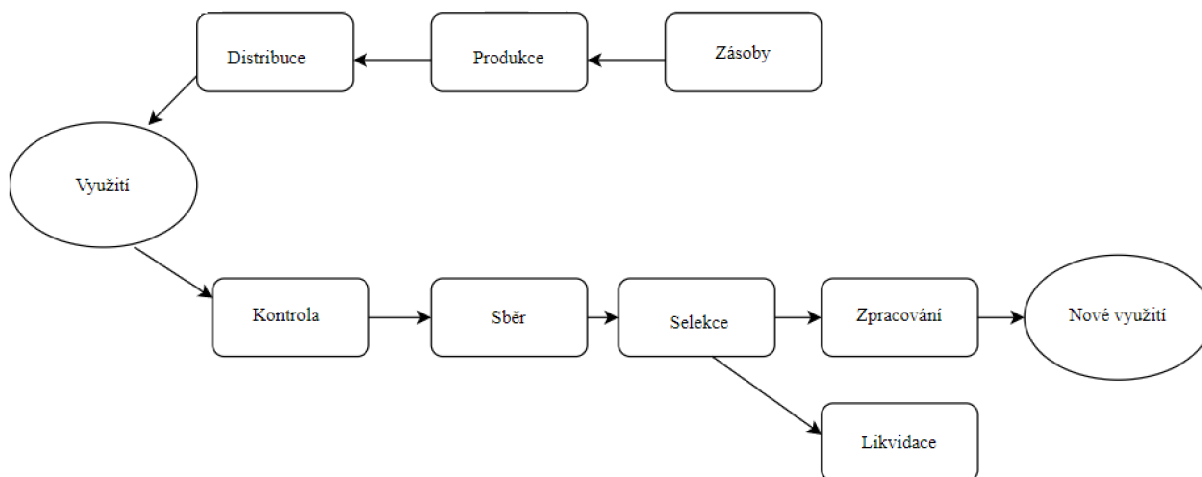 Distribuce
Produkce
Zásoby
Využití
Kontrola
Sběr
Selekce
Zpracování
Nové využití
Likvidace